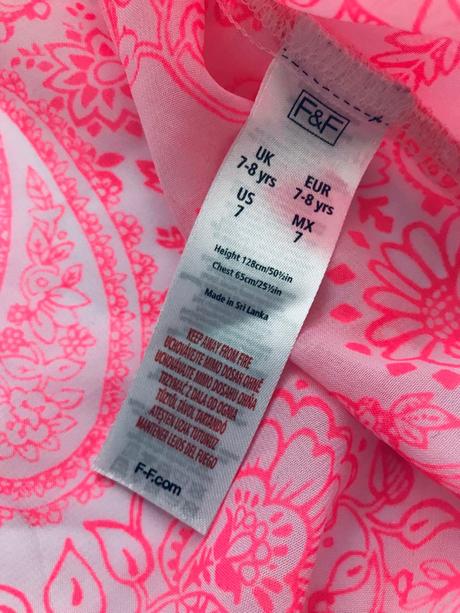 F&F
UK EUR
7-8 yrs 7-8 yrs
US MX
7 7
Height 128cm/50½in
Chest 65cm/25½in
Made in Sri Lanka
KEEP AWAY FROM FIRE
UCHOVÁVEJTE MIMO DOSAH OHNĚ
UCHOVÁVAJTE MIMO DOSAHU OHŇA
TRZYMAĆ Z DALA OD OGNIA
TŰZTŐL TÁVOL TARTANDÓ
ATEŞTEN UZAK TUTUNUZ
MANTENER LEJOS DEL FUEGO
F-F.com